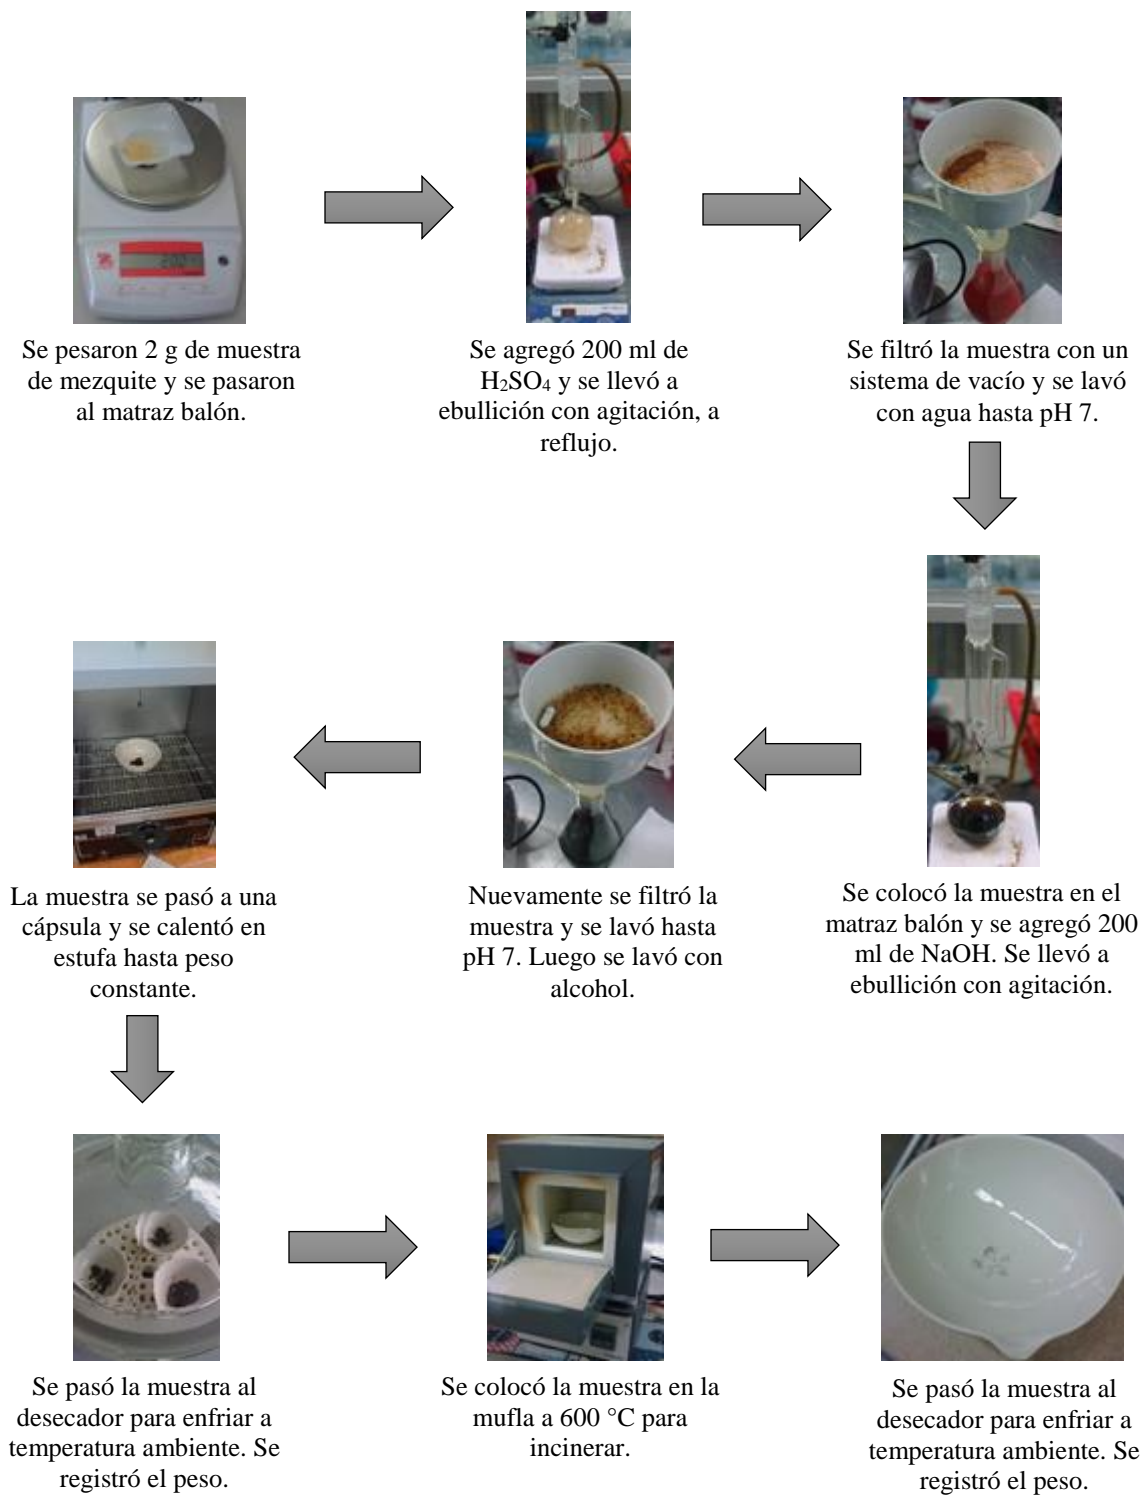 Se pesaron 2 g de muestra
de mezquite y se pasaron
al matraz balón.
Se agregó 200 ml de
H₂SO₄ y se llevó a
ebullición con agitación, a
reflujo.
Se filtró la muestra con un
sistema de vacío y se lavó
con agua hasta pH 7.
Se colocó la muestra en el
matraz balón y se agregó 200
ml de NaOH. Se llevó a
ebullición con agitación.
Nuevamente se filtró la
muestra y se lavó hasta
pH 7. Luego se lavó con
alcohol.
La muestra se pasó a una
cápsula y se calentó en
estufa hasta peso
constante.
Se pasó la muestra al
desecador para enfriar a
temperatura ambiente. Se
registró el peso.
Se colocó la muestra en la
mufla a 600 °C para
incinerar.
Se pasó la muestra al
desecador para enfriar a
temperatura ambiente. Se
registró el peso.